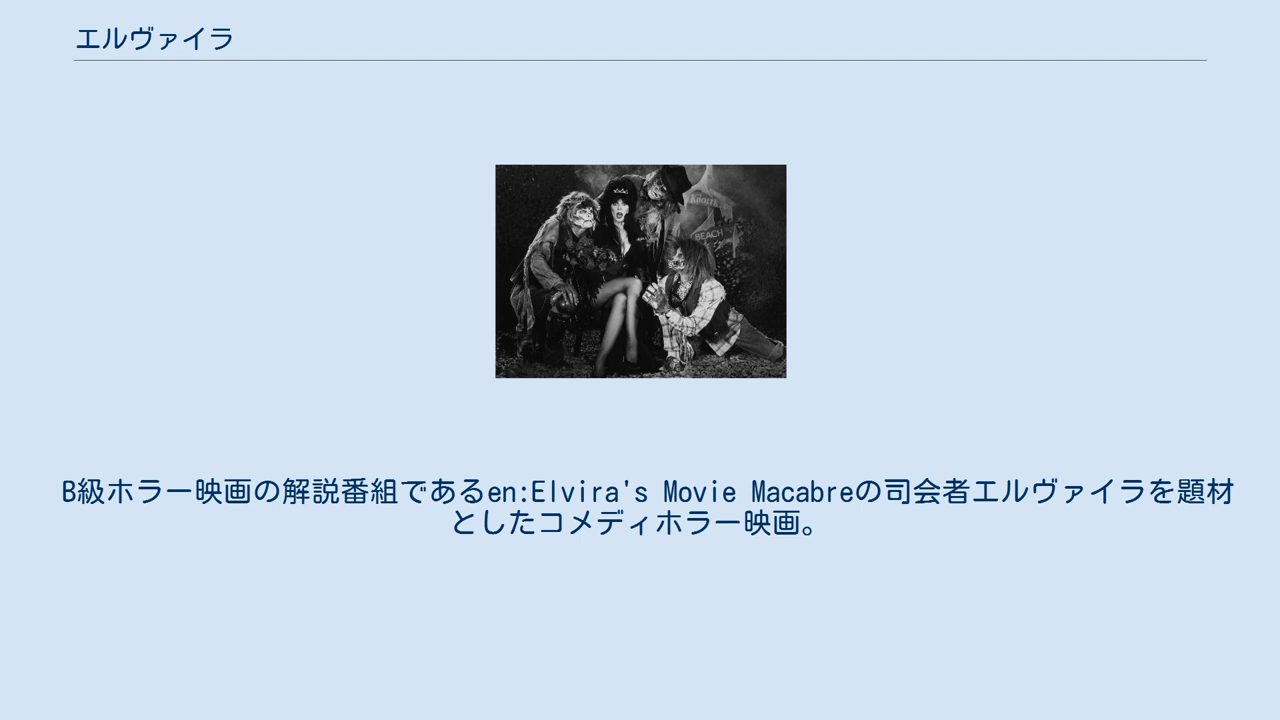 エルヴァイラ
BEACH
B級ホラー映画の解説番組であるen:Elvira's Movie Macabreの司会者エルヴァイラを題材
としたコメディホラー映画。